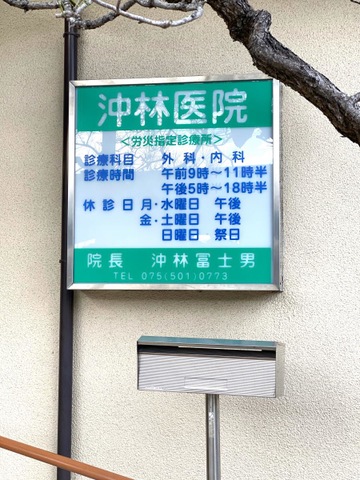 沖林医院
＜労災指定診療所＞
診療科目 外科・内科
診療時間 午前9時〜11時半
午後5時〜18時半
休診日 月・水曜日 午後
金・土曜日 午後
日曜日 祭日
院長 沖林冨士男
TEL 075(501)0773